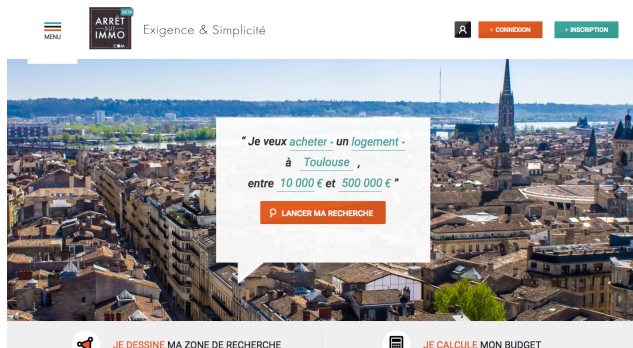 MENU
BETA
ARRÊT
SUR
IMMO
.COM
Exigence & Simplicité
› CONNEXION
› INSCRIPTION
" Je veux acheter un logement
à Toulouse ,
entre 10 000 € et 500 000 € "
LANCER MA RECHERCHE
JE DESSINE MA ZONE DE RECHERCHE
JE CALCULE MON BUDGET